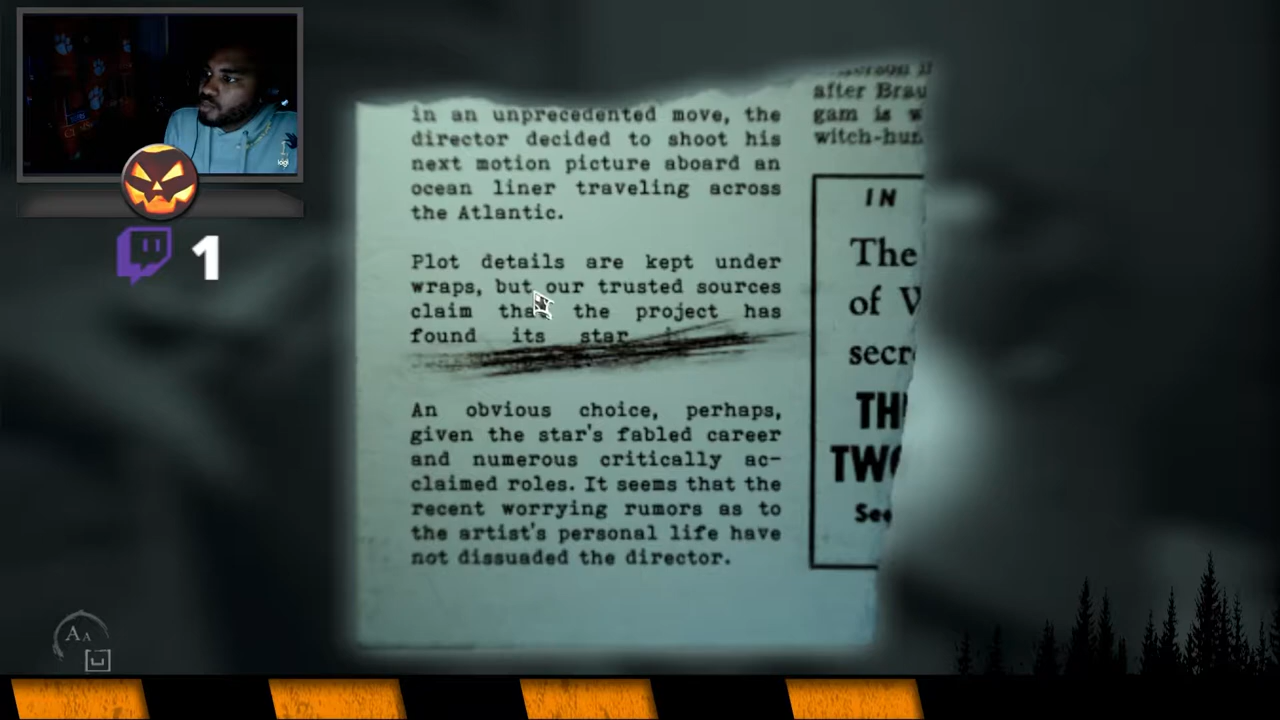 in an unprecedented move, the
director decided to shoot his
next motion picture aboard an
ocean liner traveling across
the Atlantic.
Plot details are kept under
wraps, but our trusted sources
claim that the project has
found its star
An obvious choice, perhaps,
given the star's fabled career
and numerous critically ac-
claimed roles. It seems that the
recent worrying rumors as to
the artist's personal life have
not dissuaded the director.
after Brau
gam is w
witch-hun
IN
The
of W
secr
TH
TWO
See
1
logi
AA